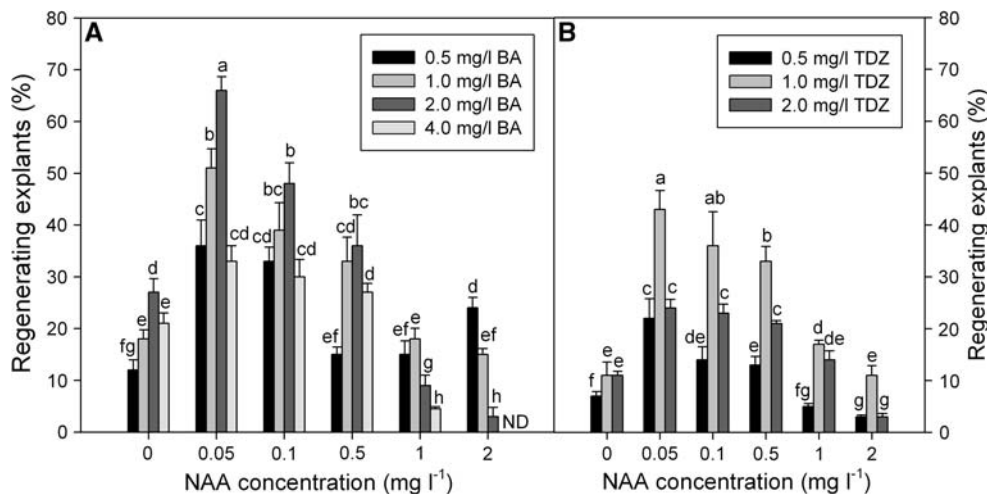 A
80
70
60
50
40
30
20
10
0
Regenerating explants (%)
0.5 mg/l BA
1.0 mg/l BA
2.0 mg/l BA
4.0 mg/l BA
fg e d e
c b a cd
cd bc b cd
ef cd bc d
ef ef g h
d ef h ND
0 0.05 0.1 0.5 1 2
NAA concentration (mg l⁻¹)
B
0.5 mg/l TDZ
1.0 mg/l TDZ
2.0 mg/l TDZ
f e e
c a c
de ab c
e b c
fg d de
g e g
0 0.05 0.1 0.5 1 2
NAA concentration (mg l⁻¹)
80
70
60
50
40
30
20
10
0
Regenerating explants (%)